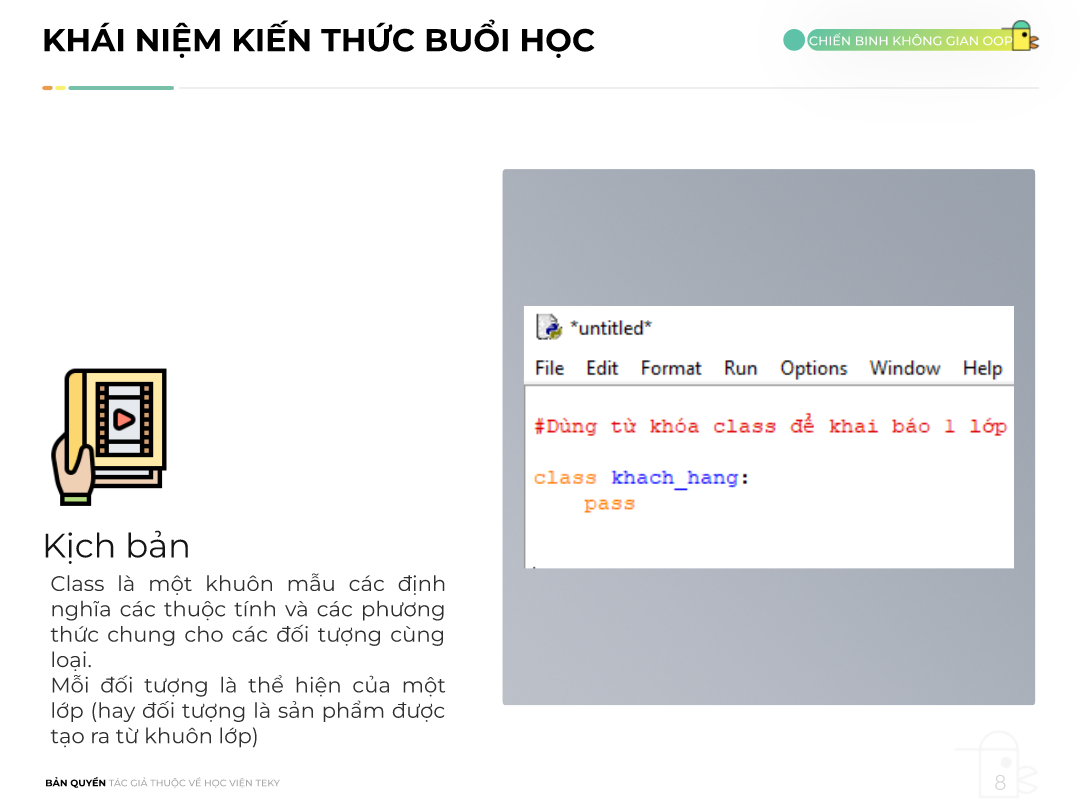 KHÁI NIỆM KIẾN THỨC BUỔI HỌC
CHIẾN BINH KHÔNG GIAN OOP
*untitled*
File Edit Format Run Options Window Help
#Dùng từ khóa class để khai báo 1 lớp
class khach_hang:
pass
Kịch bản
Class là một khuôn mẫu các định
nghĩa các thuộc tính và các phương
thức chung cho các đối tượng cùng
loại.
Mỗi đối tượng là thể hiện của một
lớp (hay đối tượng là sản phẩm được
tạo ra từ khuôn lớp)
BẢN QUYỀN TÁC GIẢ THUỘC VỀ HỌC VIỆN TEKY
8